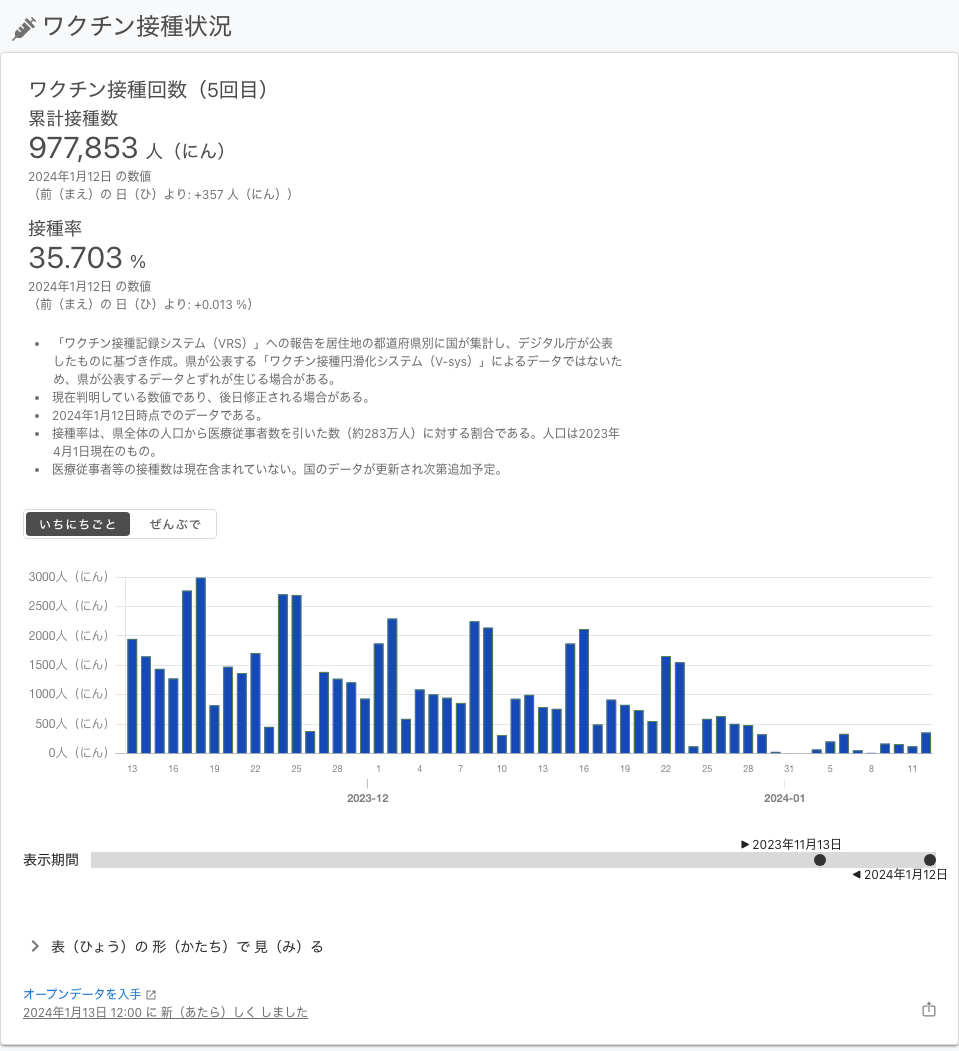 ワクチン接種状況
ワクチン接種回数（5回目）
累計接種数
977,853 人（にん）
2024年1月12日 の数値
（前（まえ）の 日（ひ）より: +357 人（にん））
接種率
35.703 %
2024年1月12日 の数値
（前（まえ）の 日（ひ）より: +0.013 %）
• 「ワクチン接種記録システム（VRS）」への報告を居住地の都道府県別に国が集計し、デジタル庁が公表
したものに基づき作成。県が公表する「ワクチン接種円滑化システム（V-sys）」によるデータではないた
め、県が公表するデータとずれが生じる場合がある。
• 現在判明している数値であり、後日修正される場合がある。
• 2024年1月12日時点でのデータである。
• 接種率は、県全体の人口から医療従事者数を引いた数（約283万人）に対する割合である。人口は2023年
4月1日現在のもの。
• 医療従事者等の接種数は現在含まれていない。国のデータが更新され次第追加予定。
いちにちごと ぜんぶで
3000人（にん）
2500人（にん）
2000人（にん）
1500人（にん）
1000人（にん）
500人（にん）
0人（にん）
13 16 19 22 25 28 1 4 7 10 13 16 19 22 25 28 31 5 8 11
2023-12 2024-01
▶ 2023年11月13日
表示期間
◀ 2024年1月12日
表（ひょう）の 形（かたち）で 見（み）る
オープンデータを入手
2024年1月13日 12:00 に 新（あたら）しく しました